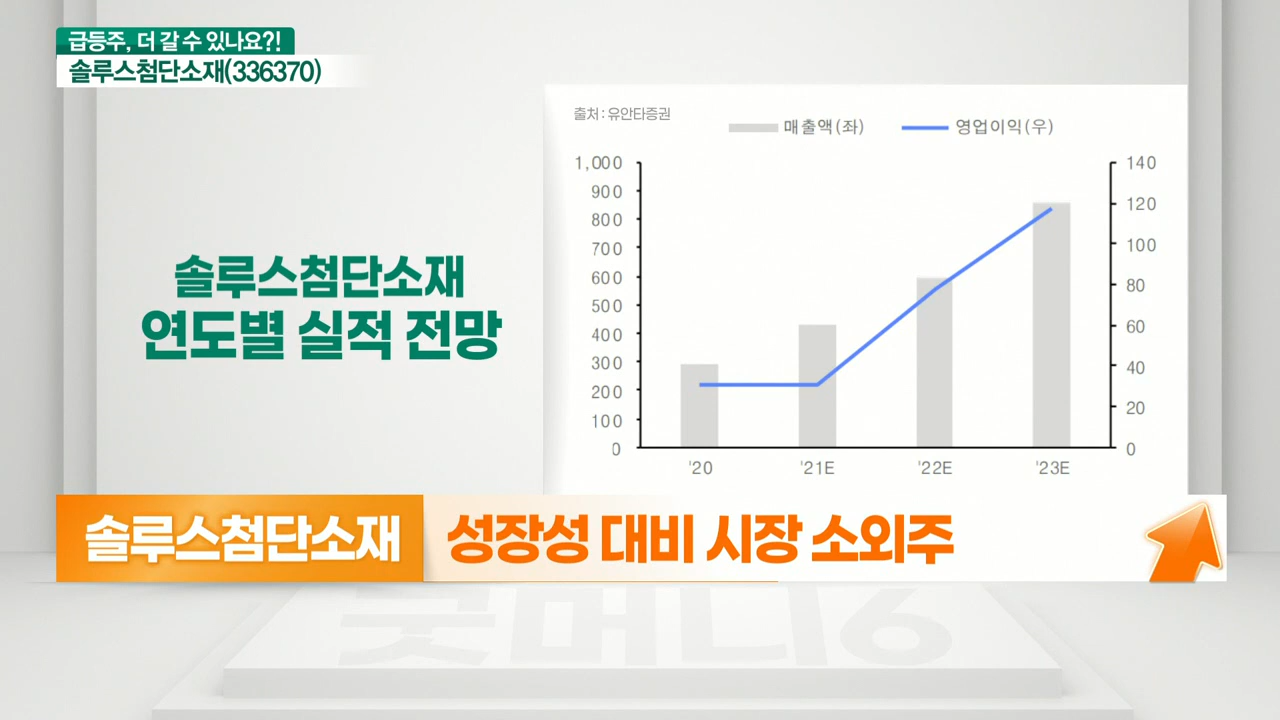 급등주, 더 갈 수 있나요?!
솔루스첨단소재(336370)
출처 : 유안타증권
매출액(좌)
영업이익(우)
1,000
900
800
700
600
500
400
300
200
100
0
140
120
100
80
60
40
20
0
'20
'21E
'22E
'23E
솔루스첨단소재
연도별 실적 전망
솔루스첨단소재
성장성 대비 시장 소외주
굿머니6